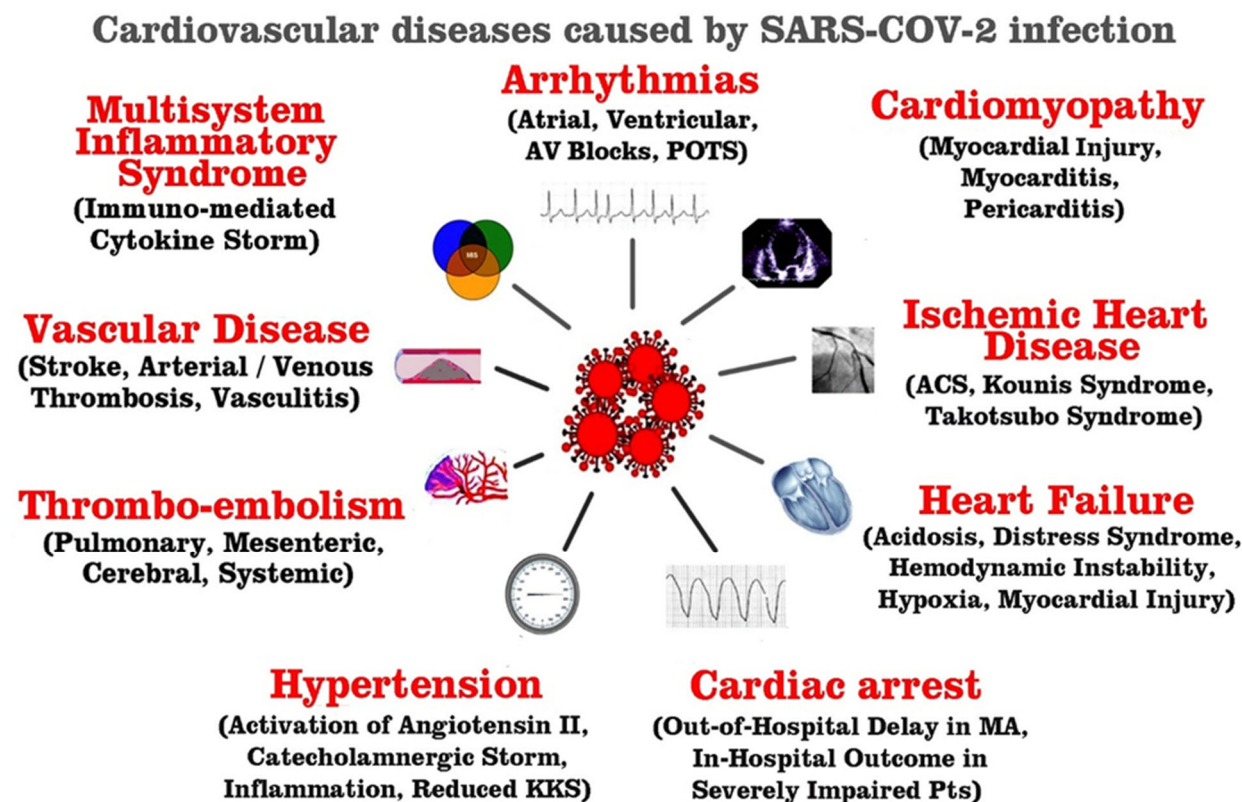 Cardiovascular diseases caused by SARS-COV-2 infection
Arrhythmias
(Atrial, Ventricular,
AV Blocks, POTS)
Cardiomyopathy
(Myocardial Injury,
Myocarditis,
Pericarditis)
Ischemic Heart
Disease
(ACS, Kounis Syndrome,
Takotsubo Syndrome)
Heart Failure
(Acidosis, Distress Syndrome,
Hemodynamic Instability,
Hypoxia, Myocardial Injury)
Cardiac arrest
(Out-of-Hospital Delay in MA,
In-Hospital Outcome in
Severely Impaired Pts)
Hypertension
(Activation of Angiotensin II,
Catecholamnergic Storm,
Inflammation, Reduced KKS)
Thrombo-embolism
(Pulmonary, Mesenteric,
Cerebral, Systemic)
Vascular Disease
(Stroke, Arterial / Venous
Thrombosis, Vasculitis)
Multisystem
Inflammatory
Syndrome
(Immuno-mediated
Cytokine Storm)
MIS